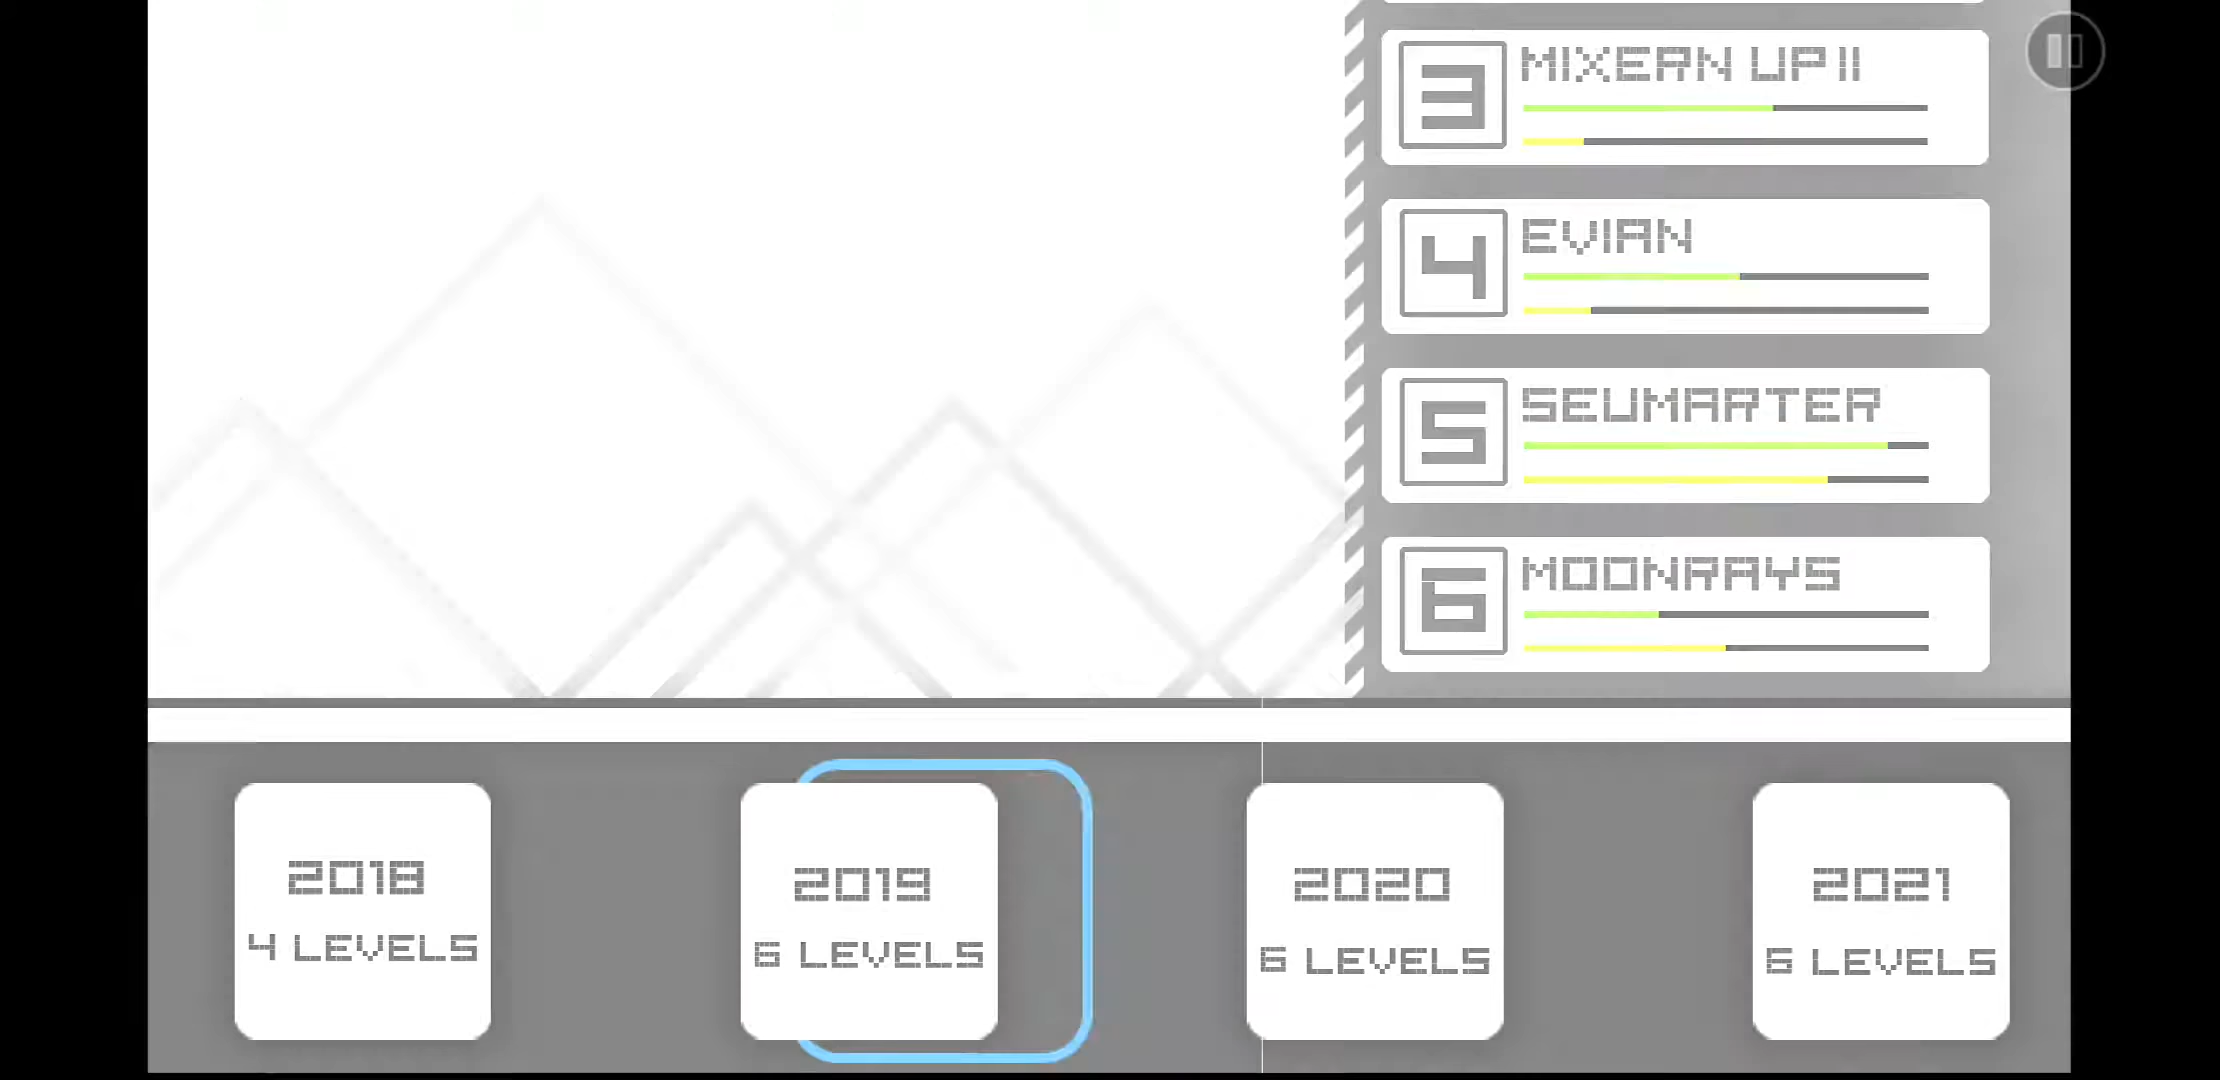 3
MIXERN UP II
4
EVIAN
5
SEUMARTER
6
MOONRAYS
2018
4 LEVELS
2019
6 LEVELS
2020
6 LEVELS
2021
6 LEVELS